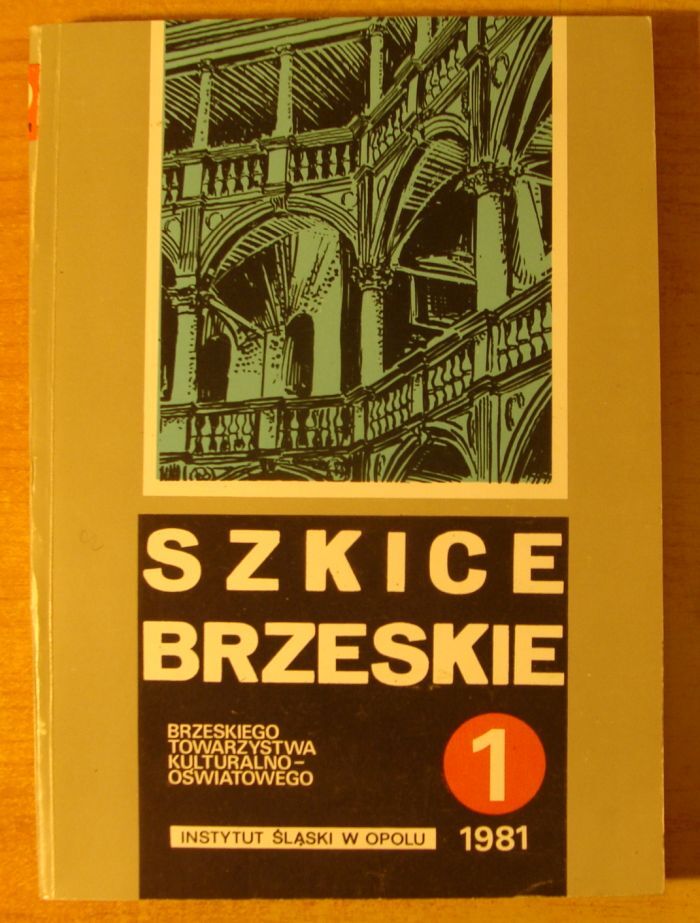 SZKICE
BRZESKIE
BRZESKIEGO
TOWARZYSTWA
KULTURALNO-
OŚWIATOWEGO
1
INSTYTUT ŚLĄSKI W OPOLU
1981